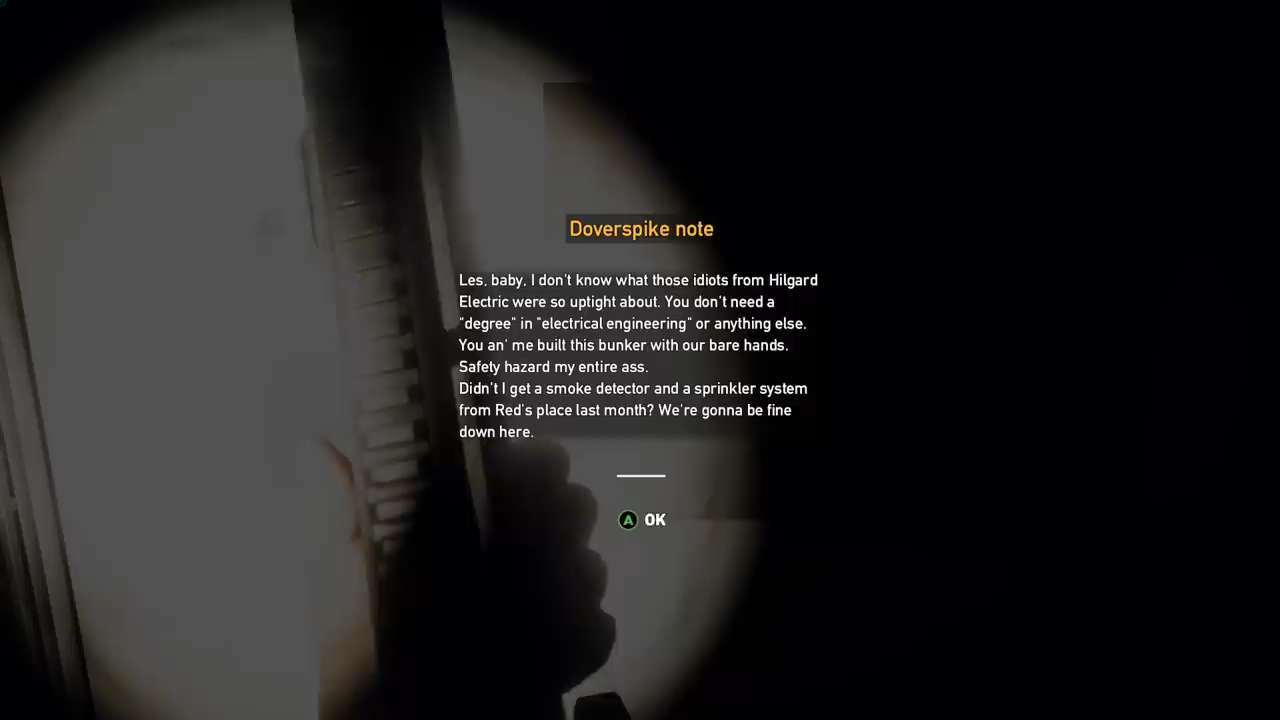 Doverspike note
Les, baby, I don't know what those idiots from Hilgard
Electric were so uptight about. You don't need a
"degree" in "electrical engineering" or anything else.
You an' me built this bunker with our bare hands.
Safety hazard my entire ass.
Didn't I get a smoke detector and a sprinkler system
from Red's place last month? We're gonna be fine
down here.
A OK